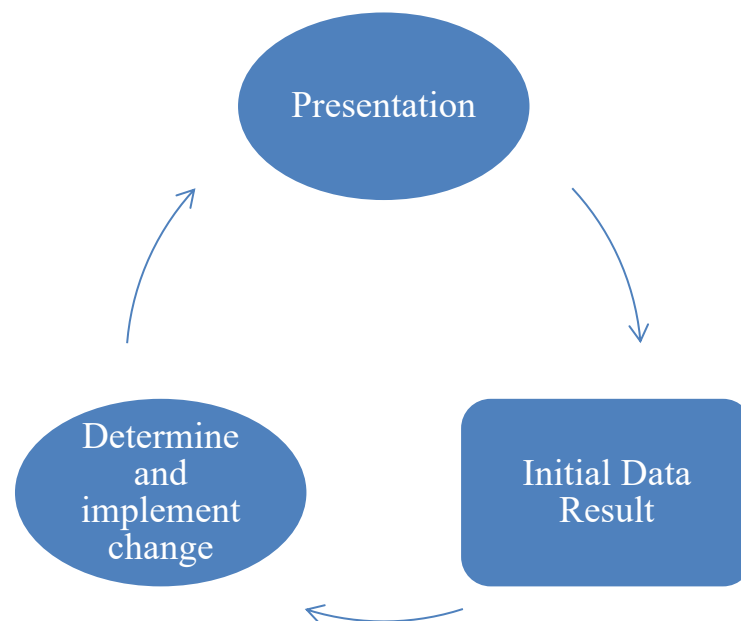 Presentation
Initial Data
Result
Determine
and
implement
change